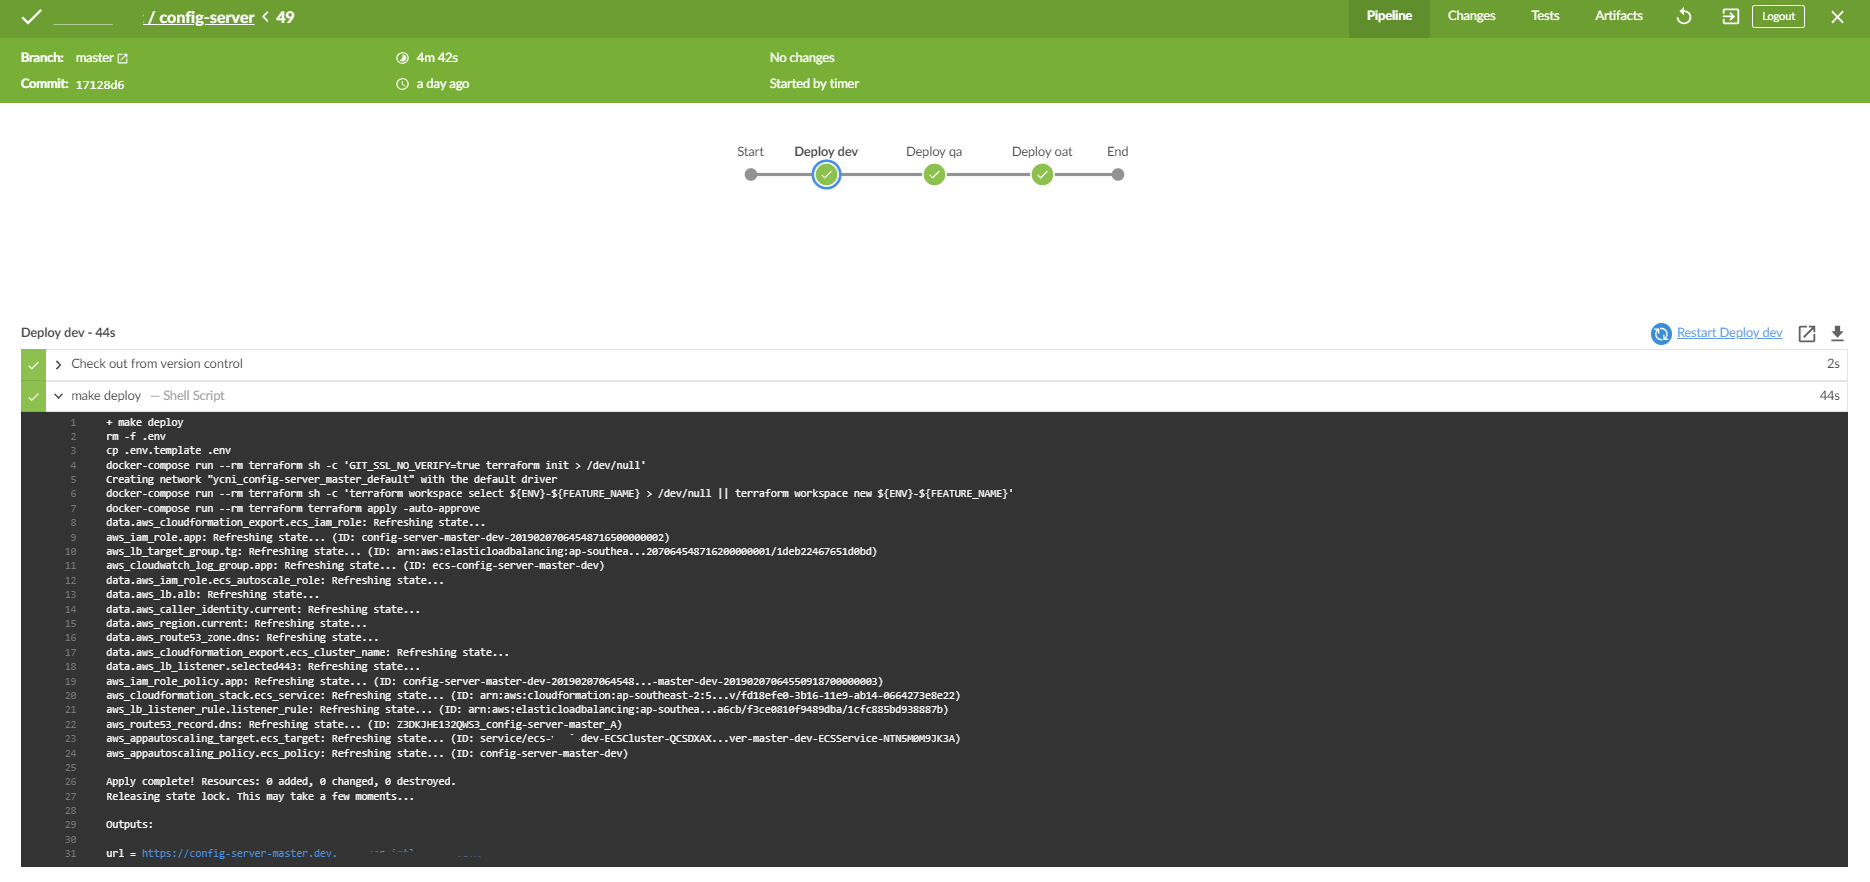 / config-server < 49
Pipeline
Changes
Tests
Artifacts
Logout
Branch: master
4m 42s
No changes
Commit: 17128d6
a day ago
Started by timer
Start
Deploy dev
Deploy qa
Deploy oat
End
Deploy dev - 44s
Restart Deploy dev
Check out from version control
2s
make deploy — Shell Script
44s
1 + make deploy
2 rm -f .env
3 cp .env.template .env
4 docker-compose run --rm terraform sh -c 'GIT_SSL_NO_VERIFY=true terraform init > /dev/null'
5 Creating network "ycni_config-server_master_default" with the default driver
6 docker-compose run --rm terraform sh -c 'terraform workspace select ${ENV}-${FEATURE_NAME} > /dev/null || terraform workspace new ${ENV}-${FEATURE_NAME}'
7 docker-compose run --rm terraform terraform apply -auto-approve
8 data.aws_cloudformation_export.ecs_iam_role: Refreshing state...
9 aws_iam_role.app: Refreshing state... (ID: config-server-master-dev-20190207064548716500000002)
10 aws_lb_target_group.tg: Refreshing state... (ID: arn:aws:elasticloadbalancing:ap-southea...207064548716200000001/1deb22467651d0bd)
11 aws_cloudwatch_log_group.app: Refreshing state... (ID: ecs-config-server-master-dev)
12 data.aws_iam_role.ecs_autoscale_role: Refreshing state...
13 data.aws_lb.alb: Refreshing state...
14 data.aws_caller_identity.current: Refreshing state...
15 data.aws_region.current: Refreshing state...
16 data.aws_route53_zone.dns: Refreshing state...
17 data.aws_cloudformation_export.ecs_cluster_name: Refreshing state...
18 data.aws_lb_listener.selected443: Refreshing state...
19 aws_iam_role_policy.app: Refreshing state... (ID: config-server-master-dev-20190207064548...-master-dev-20190207064550918700000003)
20 aws_cloudformation_stack.ecs_service: Refreshing state... (ID: arn:aws:cloudformation:ap-southeast-2:5...v/fd18efe0-3b16-11e9-ab14-0664273e8e22)
21 aws_lb_listener_rule.listener_rule: Refreshing state... (ID: arn:aws:elasticloadbalancing:ap-southea...a6cb/f3ce0810f9489dba/1cfc885bd938887b)
22 aws_route53_record.dns: Refreshing state... (ID: Z3DKJHE132QWS3_config-server-master_A)
23 aws_appautoscaling_target.ecs_target: Refreshing state... (ID: service/ecs- dev-ECSCluster-QCSDXAX...ver-master-dev-ECSService-NTN5M0M9JK3A)
24 aws_appautoscaling_policy.ecs_policy: Refreshing state... (ID: config-server-master-dev)
25
26 Apply complete! Resources: 0 added, 0 changed, 0 destroyed.
27 Releasing state lock. This may take a few moments...
28
29 Outputs:
30
31 url = https://config-server-master.dev.